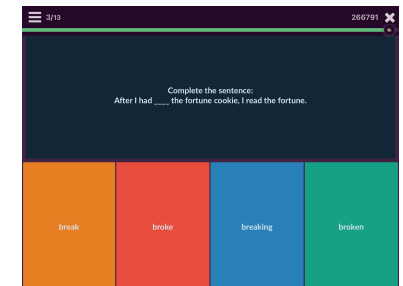 3/13 266791
Complete the sentence:
After I had ____ the fortune cookie, I read the fortune.
break broke breaking broken